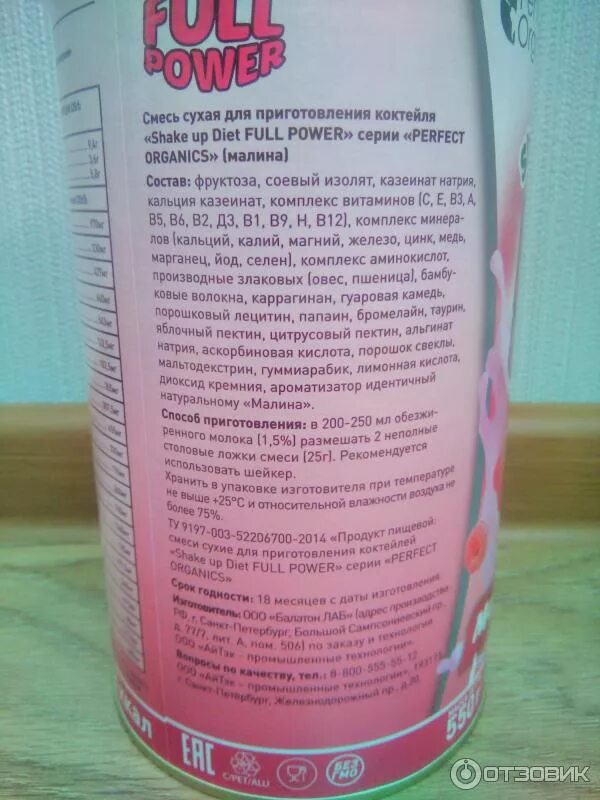 FULL
POWER
Смесь сухая для приготовления коктейля
«Shake up Diet FULL POWER» серии «PERFECT
ORGANICS» (малина)
Состав: фруктоза, соевый изолят, казеинат натрия,
кальция казеинат, комплекс витаминов (С, Е, В3, А,
В5, В6, В2, Д3, В1, В9, Н, В12), комплекс минера-
лов (кальций, калий, магний, железо, цинк, медь,
марганец, йод, селен), комплекс аминокислот,
производные злаковых (овес, пшеница), бамбу-
ковые волокна, каррагинан, гуаровая камедь,
порошковый лецитин, папаин, бромелайн, таурин,
яблочный пектин, цитрусовый пектин, альгинат
натрия, аскорбиновая кислота, порошок свеклы,
мальтодекстрин, гуммиарабик, лимонная кислота,
диоксид кремния, ароматизатор идентичный
натуральному «Малина».
Способ приготовления: в 200-250 мл обезжи-
ренного молока (1,5%) размешать 2 неполные
столовые ложки смеси (25г). Рекомендуется
использовать шейкер.
Хранить в упаковке изготовителя при температуре
не выше +25°С и относительной влажности воздуха не
более 75%.
ТУ 9197-003-52206700-2014 «Продукт пищевой:
смеси сухие для приготовления коктейлей
«Shake up Diet FULL POWER» серии «PERFECT
ORGANICS»
Срок годности: 18 месяцев с даты изготовления.
Изготовитель: ООО «Балатон ЛАБ» (адрес производства:
РФ, г. Санкт-Петербург, Большой Сампсониевский пр.,
д. 77/7, лит. А, пом. 506) по заказу и технологии
ООО «АйТэк - промышленные технологии».
Вопросы по качеству, тел.: 8-800-555-55-12
ООО «АйТэк - промышленные технологии», 193175
г. Санкт-Петербург, Железнодорожный пр., д.20,
ЕАС
C/PET/ALU
БЕЗ
ГМО
550 г
ОТЗОВИК